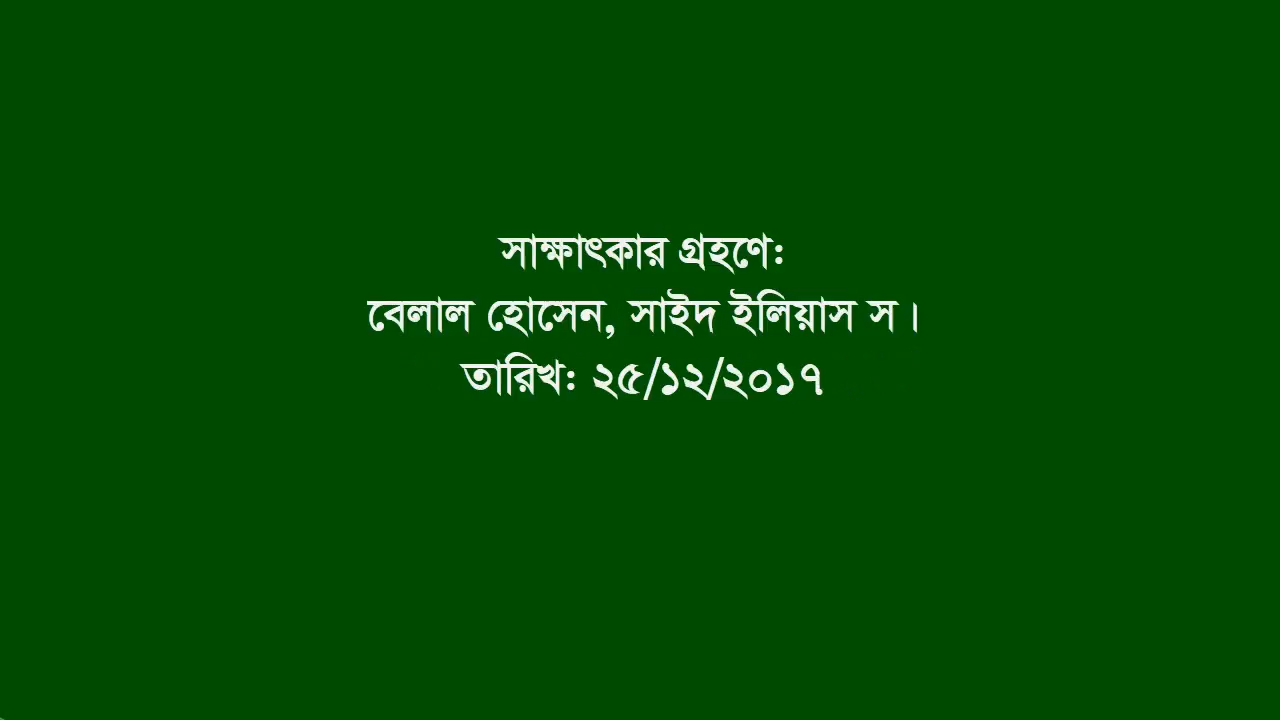 সাক্ষাৎকার গ্রহণে:
বেলাল হোসেন, সাইদ ইলিয়াস স।
তারিখ: ২৫/১২/২০১৭